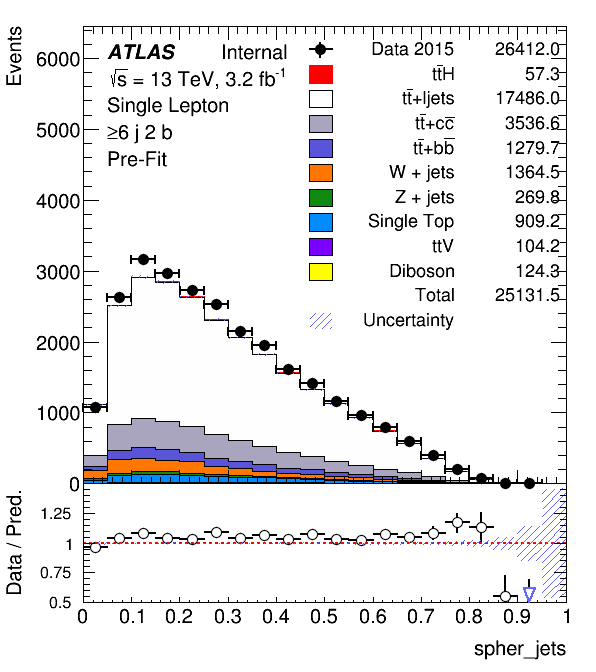 Events
6000
5000
4000
3000
2000
1000
0
ATLAS Internal
√s = 13 TeV, 3.2 fb⁻¹
Single Lepton
≥6 j 2 b
Pre-Fit
Data 2015 26412.0
tt̄H 57.3
tt̄+ljets 17486.0
tt̄+cc̄ 3536.6
tt̄+bb̄ 1279.7
W + jets 1364.5
Z + jets 269.8
Single Top 909.2
ttV 104.2
Diboson 124.3
Total 25131.5
Uncertainty
Data / Pred.
1.25
1
0.75
0.5
0 0.1 0.2 0.3 0.4 0.5 0.6 0.7 0.8 0.9 1
spher_jets